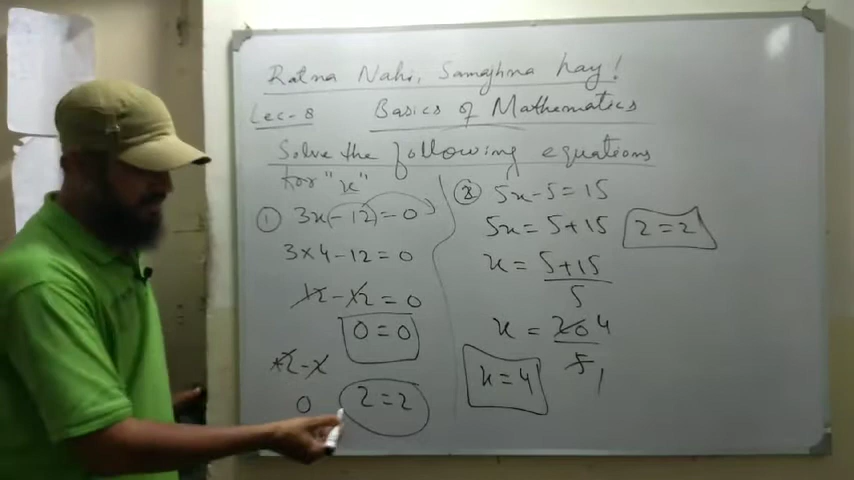 Ratna Nahi, Samajhna hay!
Lec-8 Basics of Mathematics
Solve the following equations
for "x"
① 3x(-12)=0
3×4-12=0
12-12=0
0=0
2-2
0 2=2
② 5x-5=15
5x=5+15 2=2
x=5+15
5
x=20 4
5 1
x=4